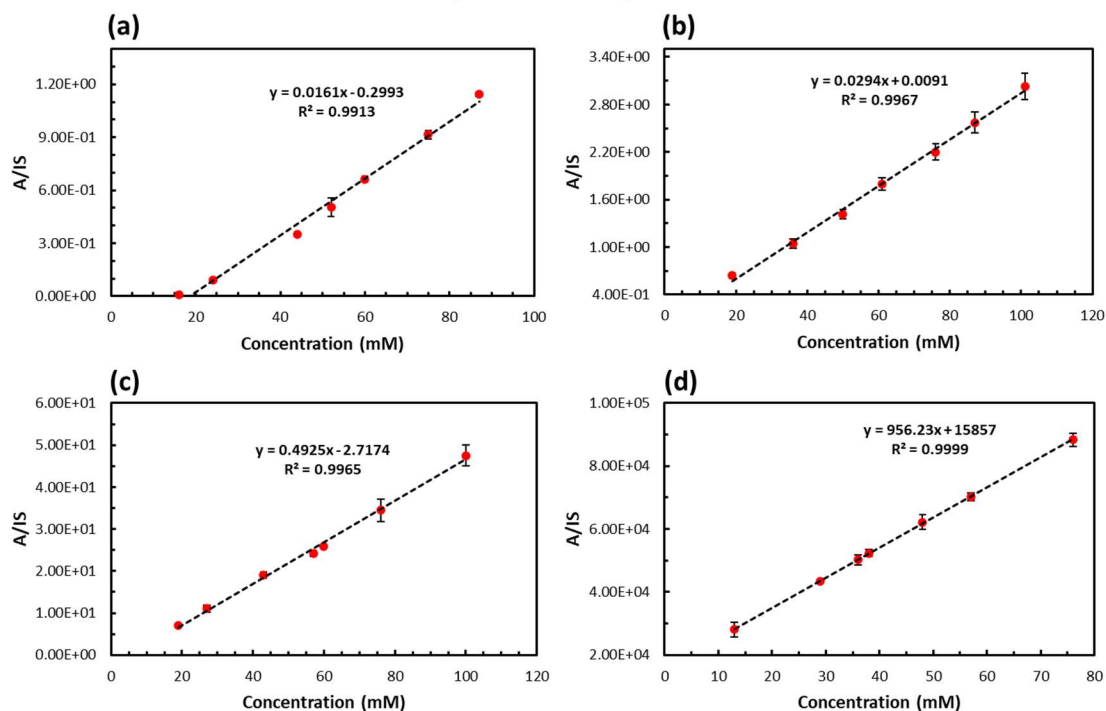 (a)
1.20E+00
9.00E-01
6.00E-01
3.00E-01
0.00E+00
A/IS
y = 0.0161x - 0.2993
R² = 0.9913
0 20 40 60 80 100
Concentration (mM)
(b)
3.40E+00
2.80E+00
2.20E+00
1.60E+00
1.00E+00
4.00E-01
A/IS
y = 0.0294x + 0.0091
R² = 0.9967
0 20 40 60 80 100 120
Concentration (mM)
(c)
6.00E+01
5.00E+01
4.00E+01
3.00E+01
2.00E+01
1.00E+01
0.00E+00
A/IS
y = 0.4925x - 2.7174
R² = 0.9965
0 20 40 60 80 100 120
Concentration (mM)
(d)
1.00E+05
8.00E+04
6.00E+04
4.00E+04
2.00E+04
A/IS
y = 956.23x + 15857
R² = 0.9999
0 10 20 30 40 50 60 70 80
Concentration (mM)